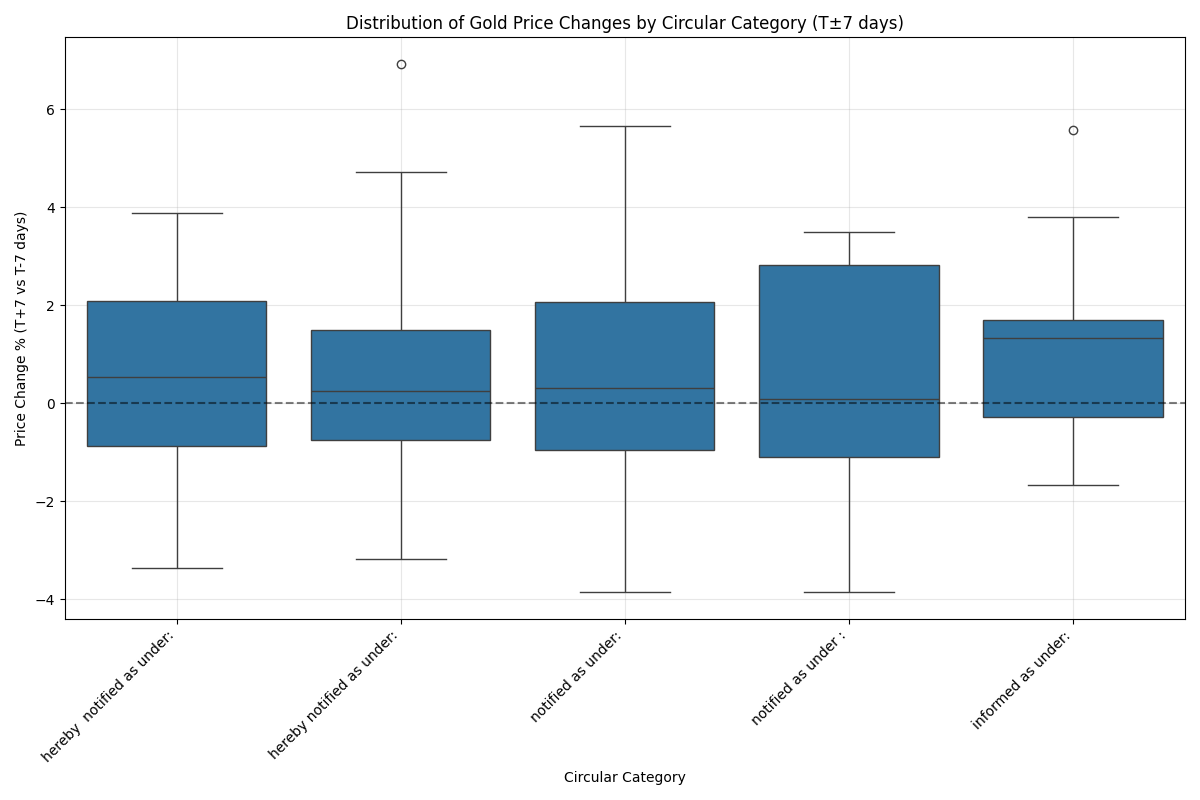 Distribution of Gold Price Changes by Circular Category (T±7 days)
Price Change % (T+7 vs T-7 days)
6
4
2
0
−2
−4
hereby  notified as under:
hereby notified as under:
notified as under:
notified as under :
informed as under:
Circular Category